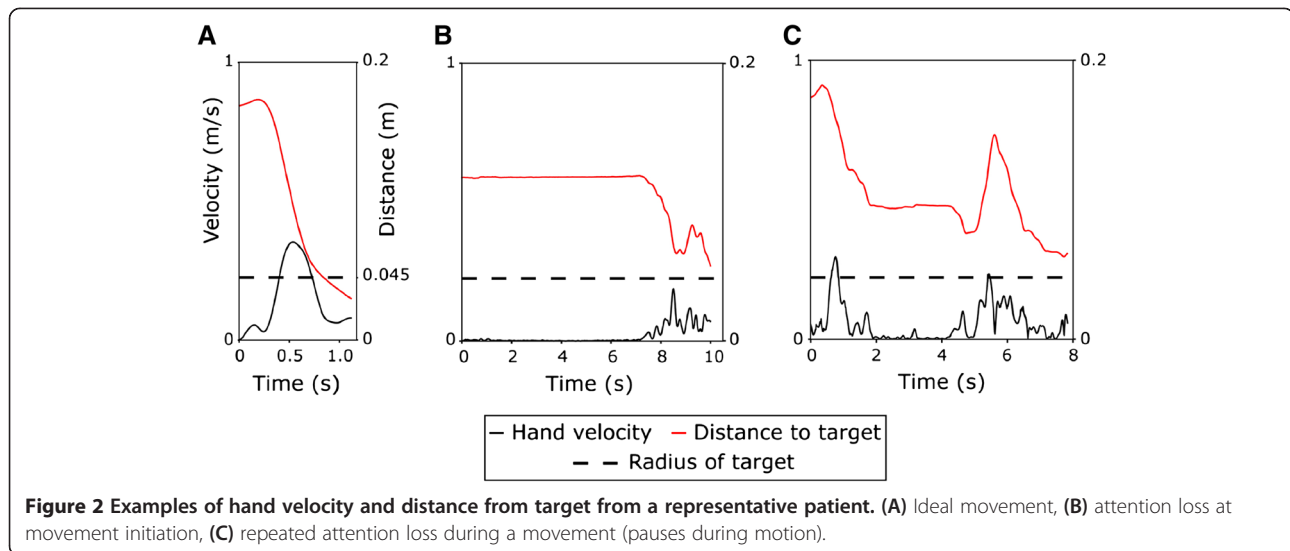 A
B
C
1
0.2
Velocity (m/s)
Distance (m)
0.045
0
0
0
0.5
1.0
Time (s)
1
0.2
0
0
0
2
4
6
8
10
Time (s)
1
0.2
0
0
0
2
4
6
8
Time (s)
Hand velocity
Distance to target
Radius of target
Figure 2 Examples of hand velocity and distance from target from a representative patient. (A) Ideal movement, (B) attention loss at
movement initiation, (C) repeated attention loss during a movement (pauses during motion).